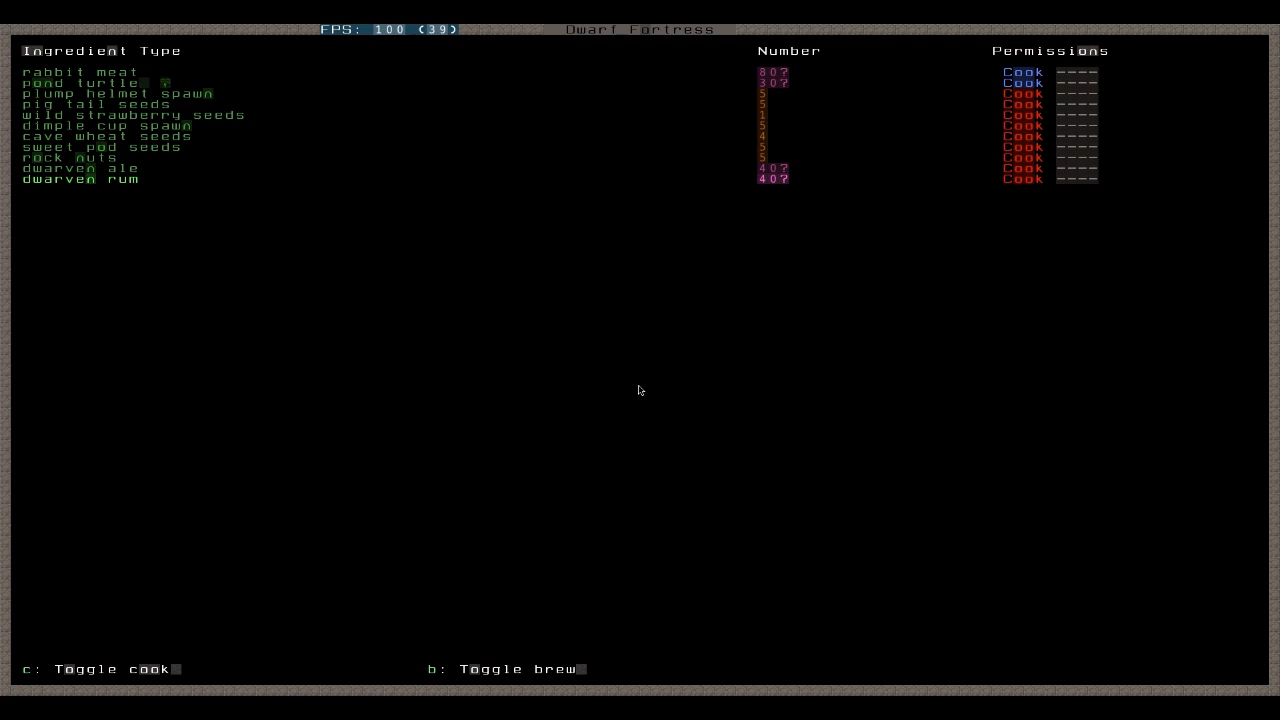 FPS: 100 (39) Dwarf Fortress
Ingredient Type Number Permissions
rabbit meat 80? Cook ----
pond turtle 30? Cook ----
plump helmet spawn 5 Cook ----
pig tail seeds 5 Cook ----
wild strawberry seeds 1 Cook ----
dimple cup spawn 5 Cook ----
cave wheat seeds 4 Cook ----
sweet pod seeds 5 Cook ----
rock nuts 5 Cook ----
dwarven ale 40? Cook ----
dwarven rum 40? Cook ----
c: Toggle cook b: Toggle brew